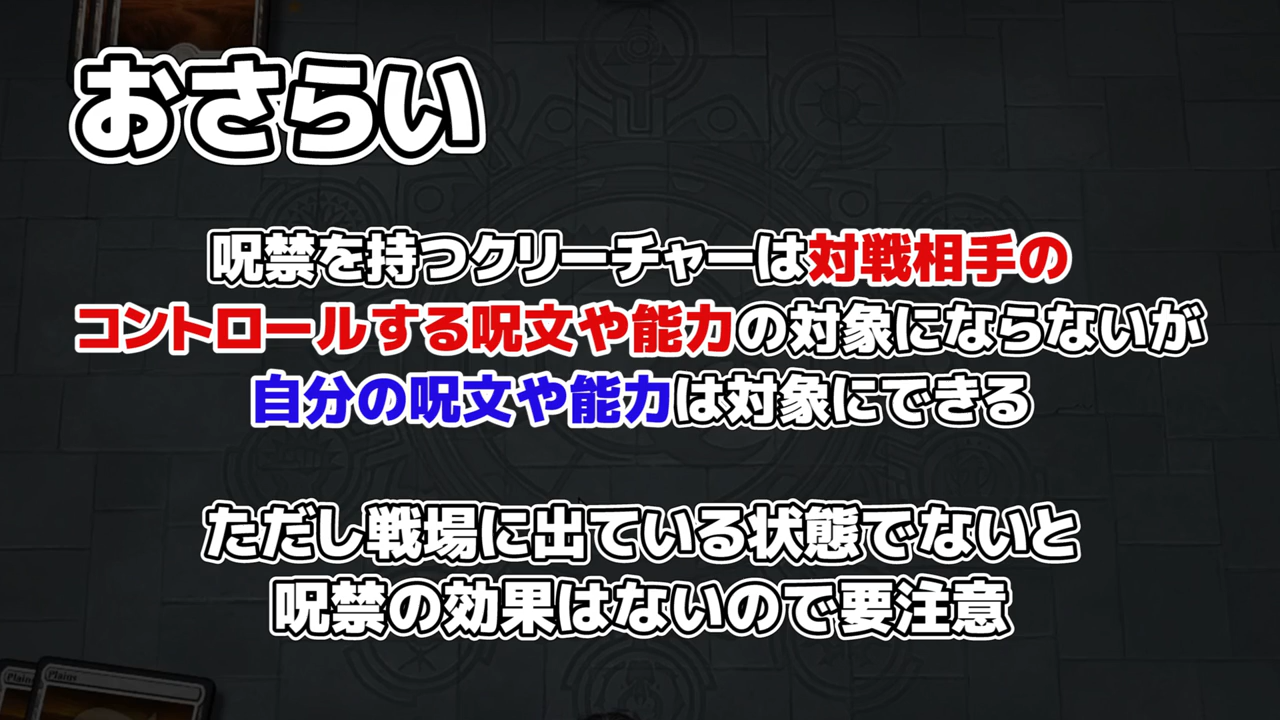 おさらい
呪禁を持つクリーチャーは対戦相手の
コントロールする呪文や能力の対象にならないが
自分の呪文や能力は対象にできる
ただし戦場に出ている状態でないと
呪禁の効果はないので要注意
Plains
Plains